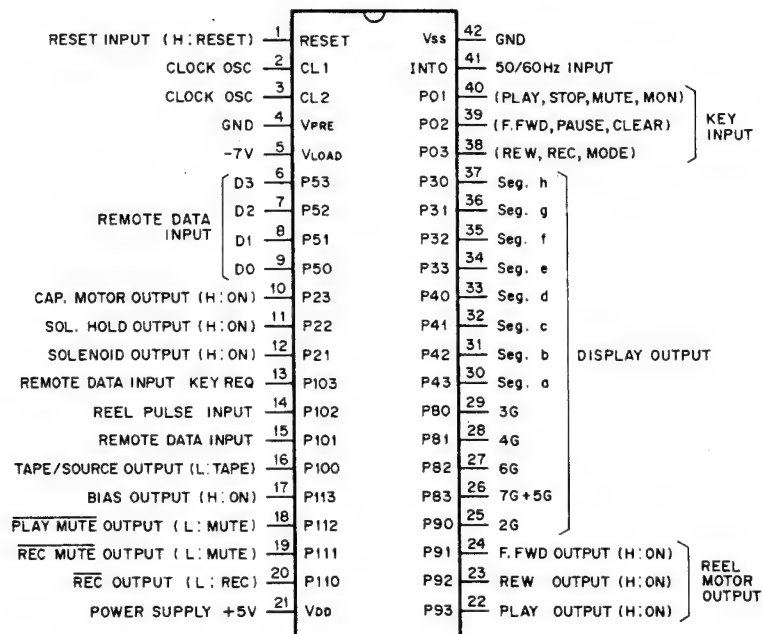 RESET INPUT (H:RESET) 1 RESET Vss 42 GND
CLOCK OSC 2 CL1 INTO 41 50/60Hz INPUT
CLOCK OSC 3 CL2 P01 40 (PLAY, STOP, MUTE, MON)
GND 4 VPRE P02 39 (F.FWD, PAUSE, CLEAR) KEY INPUT
-7V 5 VLOAD P03 38 (REW, REC, MODE)
D3 6 P53 P30 37 Seg. h
REMOTE DATA INPUT D2 7 P52 P31 36 Seg. g
D1 8 P51 P32 35 Seg. f
D0 9 P50 P33 34 Seg. e
CAP. MOTOR OUTPUT (H:ON) 10 P23 P40 33 Seg. d
SOL. HOLD OUTPUT (H:ON) 11 P22 P41 32 Seg. c
SOLENOID OUTPUT (H:ON) 12 P21 P42 31 Seg. b DISPLAY OUTPUT
REMOTE DATA INPUT KEY REQ 13 P103 P43 30 Seg. a
REEL PULSE INPUT 14 P102 P80 29 3G
REMOTE DATA INPUT 15 P101 P81 28 4G
TAPE/SOURCE OUTPUT (L:TAPE) 16 P100 P82 27 6G
BIAS OUTPUT (H:ON) 17 P113 P83 26 7G+5G
PLAY MUTE OUTPUT (L:MUTE) 18 P112 P90 25 2G
REC MUTE OUTPUT (L:MUTE) 19 P111 P91 24 F.FWD OUTPUT (H:ON)
REC OUTPUT (L:REC) 20 P110 P92 23 REW OUTPUT (H:ON) REEL MOTOR OUTPUT
POWER SUPPLY +5V 21 VDD P93 22 PLAY OUTPUT (H:ON)